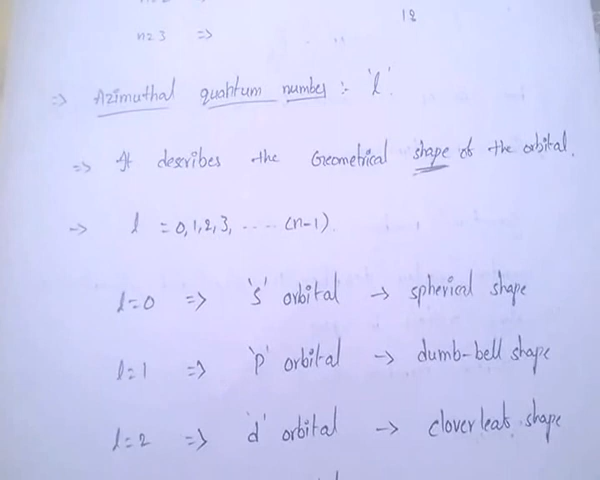 18
n=3 =>
=> Azimuthal quantum number :- 'l'.
=> It describes the Geometrical shape of the orbital.
-> l = 0,1,2,3, ..... (n-1).
l=0 => 's' orbital -> spherical shape
l=1 => 'p' orbital -> dumb-bell shape
l=2 => 'd' orbital -> clover leaf shape